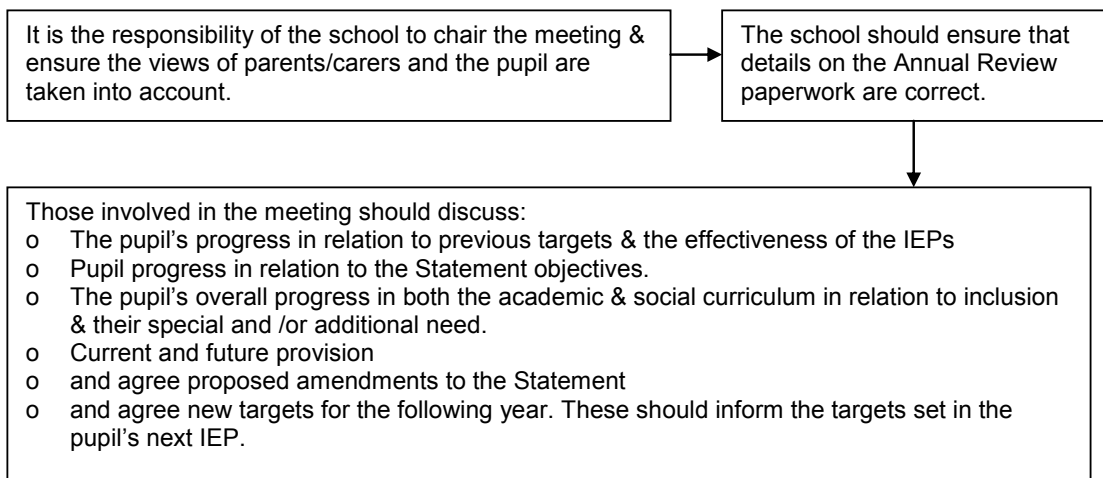 It is the responsibility of the school to chair the meeting &
ensure the views of parents/carers and the pupil are
taken into account.
The school should ensure that
details on the Annual Review
paperwork are correct.
Those involved in the meeting should discuss:
o The pupil's progress in relation to previous targets & the effectiveness of the IEPs
o Pupil progress in relation to the Statement objectives.
o The pupil's overall progress in both the academic & social curriculum in relation to inclusion
& their special and /or additional need.
o Current and future provision
o and agree proposed amendments to the Statement
o and agree new targets for the following year. These should inform the targets set in the
pupil's next IEP.